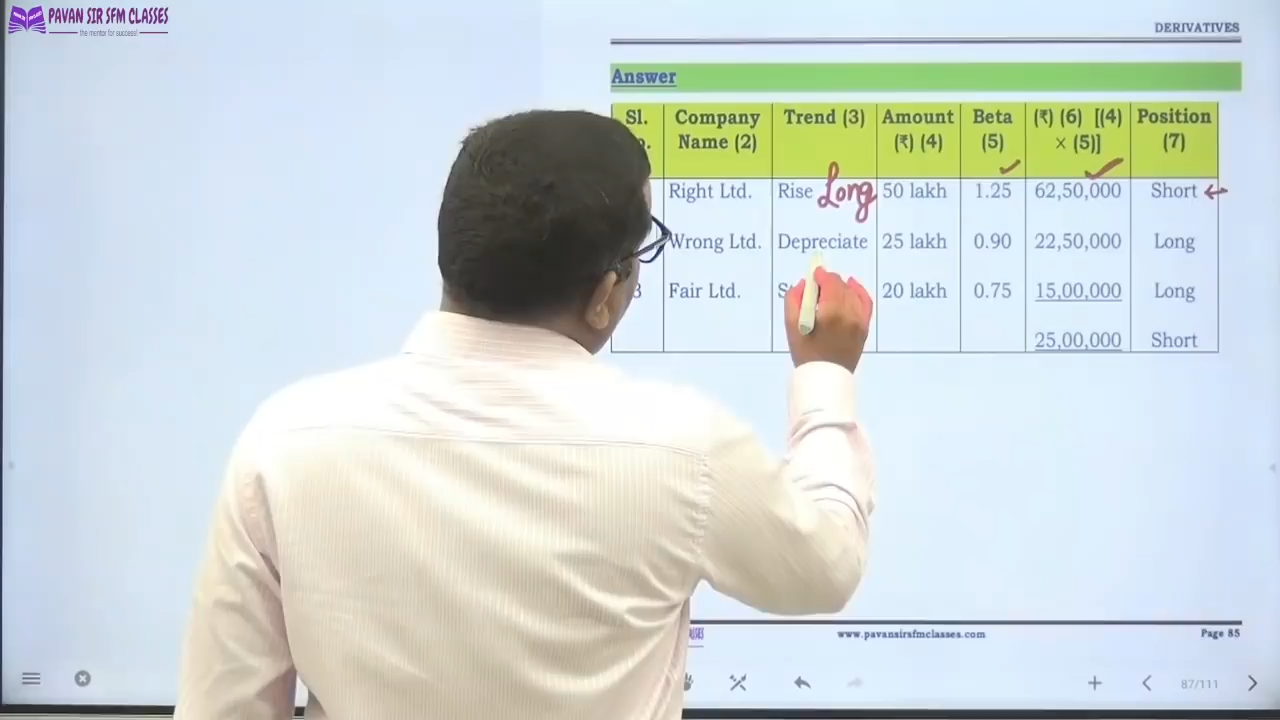 PAVAN SIR SFM CLASSES
the mentor for success!
DERIVATIVES
Answer
Sl. Company Trend (3) Amount Beta (₹) (6) [(4) Position
Name (2) (₹) (4) (5) × (5)] (7)
Right Ltd. Rise Long 50 lakh 1.25 62,50,000 Short
Wrong Ltd. Depreciate 25 lakh 0.90 22,50,000 Long
3 Fair Ltd. 20 lakh 0.75 15,00,000 Long
25,00,000 Short
www.pavansirsfmclasses.com Page 85
87/111